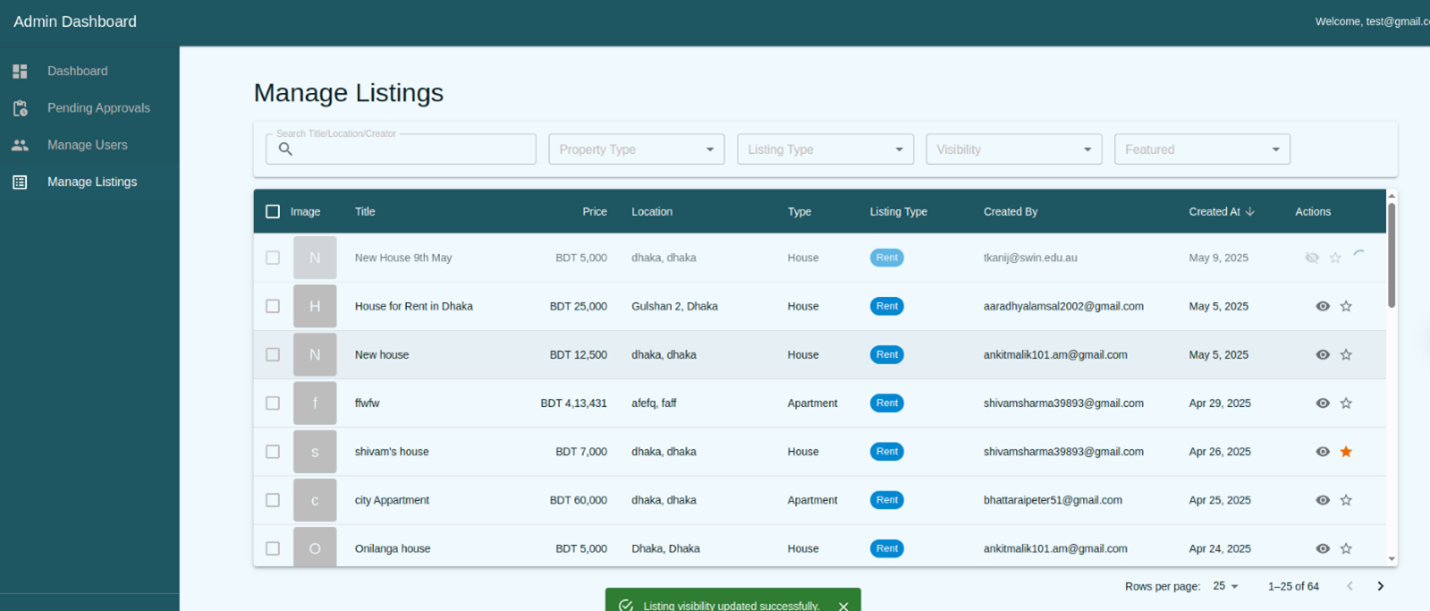 Admin Dashboard
Welcome, test@gmail.c
Dashboard
Pending Approvals
Manage Users
Manage Listings
Manage Listings
Search Title/Location/Creator
Property Type
Listing Type
Visibility
Featured
Image Title Price Location Type Listing Type Created By Created At Actions
N New House 9th May BDT 5,000 dhaka, dhaka House Rent tkanij@swin.edu.au May 9, 2025
H House for Rent in Dhaka BDT 25,000 Gulshan 2, Dhaka House Rent aaradhyalamsal2002@gmail.com May 5, 2025
N New house BDT 12,500 dhaka, dhaka House Rent ankitmalik101.am@gmail.com May 5, 2025
f ffwfw BDT 4,13,431 afefq, faff Apartment Rent shivamsharma39893@gmail.com Apr 29, 2025
s shivam's house BDT 7,000 dhaka, dhaka House Rent shivamsharma39893@gmail.com Apr 26, 2025
c city Appartment BDT 60,000 dhaka, dhaka Apartment Rent bhattaraipeter51@gmail.com Apr 25, 2025
O Onilanga house BDT 5,000 Dhaka, Dhaka House Rent ankitmalik101.am@gmail.com Apr 24, 2025
Rows per page: 25 1–25 of 64
Listing visibility updated successfully.